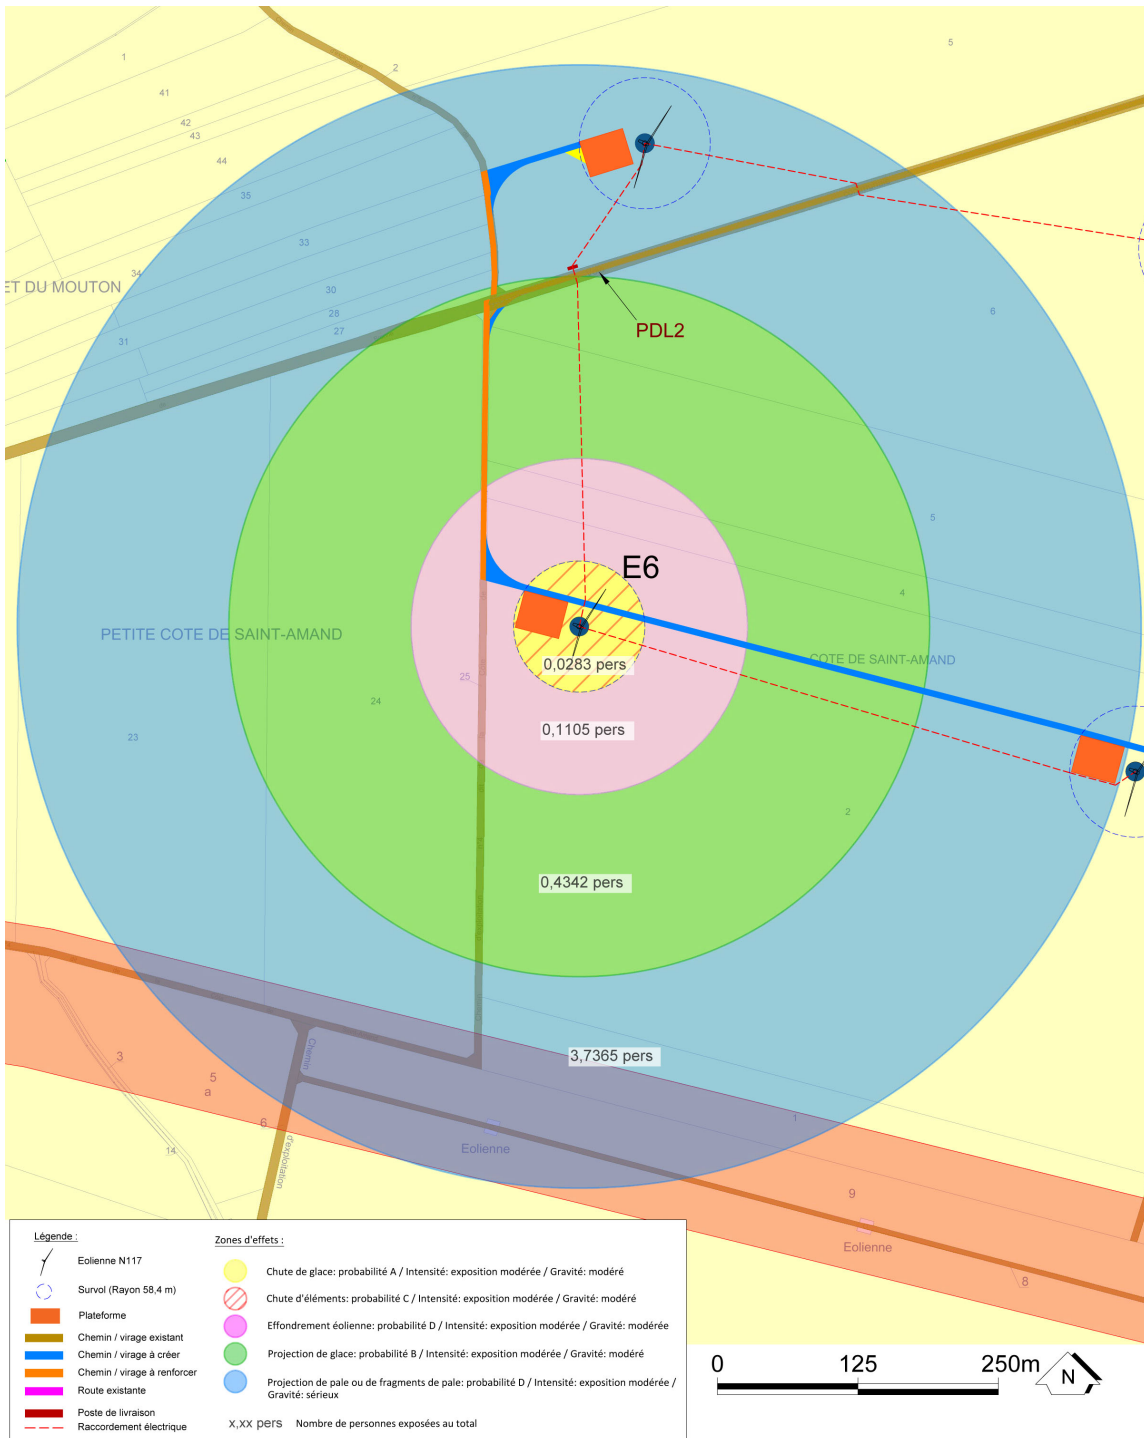 1
2
5
41
42
43
44
35
33
34
ET DU MOUTON
30
28
27
31
6
PDL2
5
E6
4
PETITE COTE DE SAINT-AMAND
COTE DE SAINT-AMAND
0,0283 pers
25
24
0,1105 pers
23
2
0,4342 pers
3,7365 pers
Chemin
3
5
a
6
1
14
d'exploitation
Eolienne
9
Eolienne
8
Légende :
Eolienne N117
Survol (Rayon 58,4 m)
Plateforme
Chemin / virage existant
Chemin / virage à créer
Chemin / virage à renforcer
Route existante
Poste de livraison
Raccordement électrique
Zones d'effets :
Chute de glace: probabilité A / Intensité: exposition modérée / Gravité: modéré
Chute d'éléments: probabilité C / Intensité: exposition modérée / Gravité: modéré
Effondrement éolienne: probabilité D / Intensité: exposition modérée / Gravité: modérée
Projection de glace: probabilité B / Intensité: exposition modérée / Gravité: modéré
Projection de pale ou de fragments de pale: probabilité D / Intensité: exposition modérée /
Gravité: sérieux
x,xx pers Nombre de personnes exposées au total
0 125 250m
N